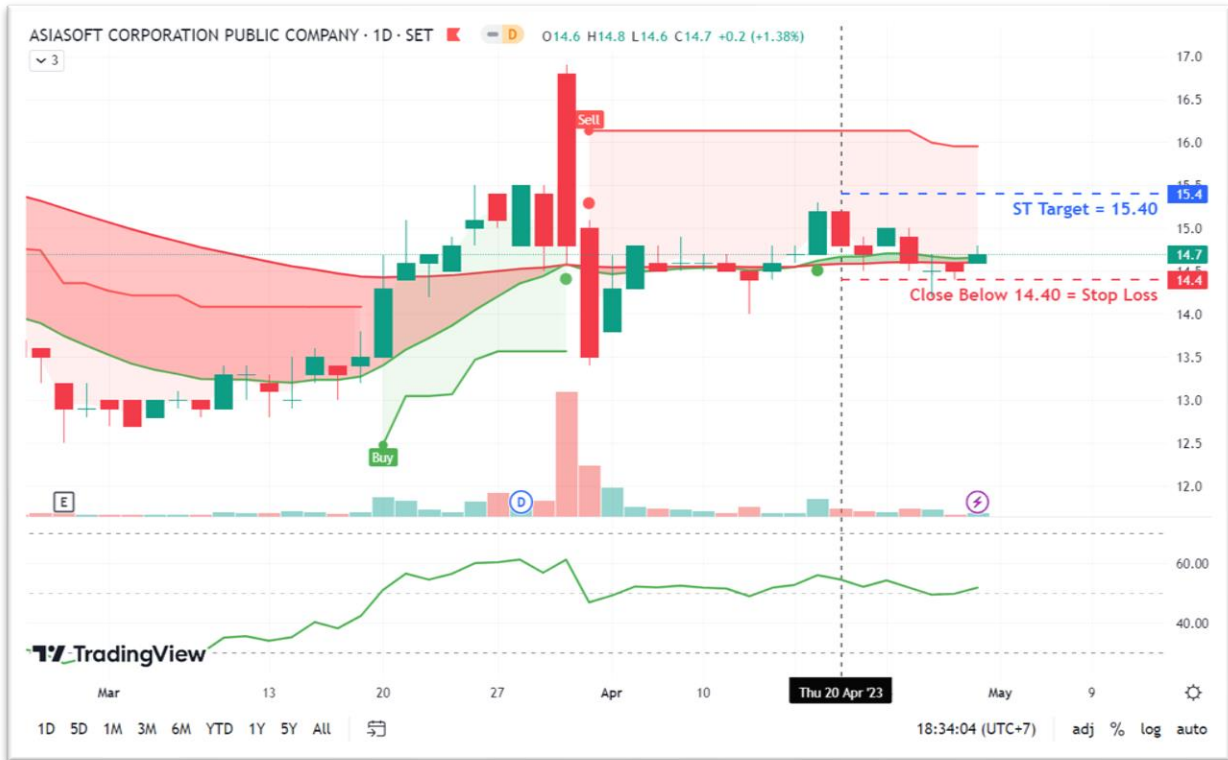 ASIASOFT CORPORATION PUBLIC COMPANY · 1D · SET D O14.6 H14.8 L14.6 C14.7 +0.2 (+1.38%)
3
17.0
16.5
Sell
16.0
15.5
15.4
ST Target = 15.40
15.0
14.7
14.5
14.4
Close Below 14.40 = Stop Loss
14.0
13.5
13.0
12.5
Buy
12.0
E
D
60.00
40.00
TradingView
Mar 13 20 27 Apr 10 Thu 20 Apr '23 May 9
1D 5D 1M 3M 6M YTD 1Y 5Y All 18:34:04 (UTC+7) adj % log auto